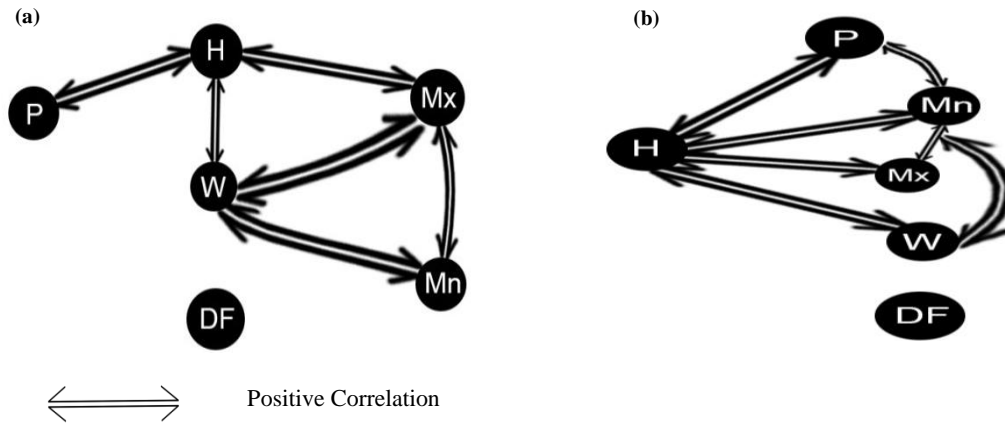 (a)
H
Mx
P
W
Mn
DF
(b)
P
Mn
H
Mx
W
DF
Positive Correlation